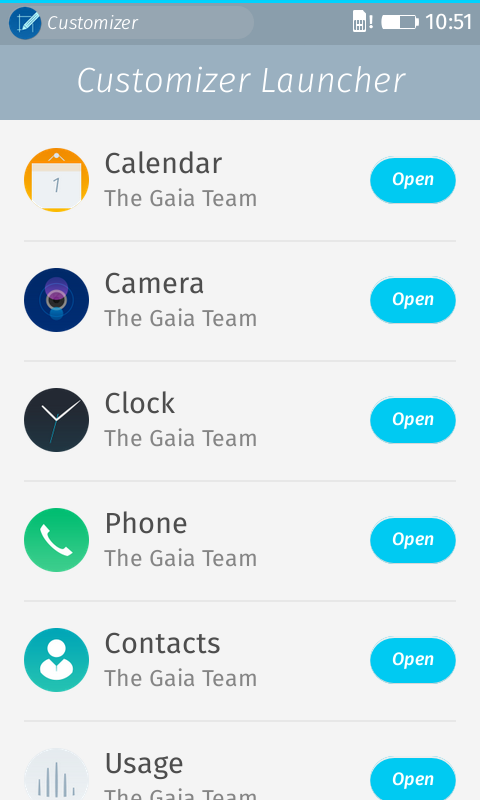 Customizer
10:51
Customizer Launcher
1
Calendar
The Gaia Team
Open
Camera
The Gaia Team
Open
Clock
The Gaia Team
Open
Phone
The Gaia Team
Open
Contacts
The Gaia Team
Open
Usage
The Gaia Team
Open